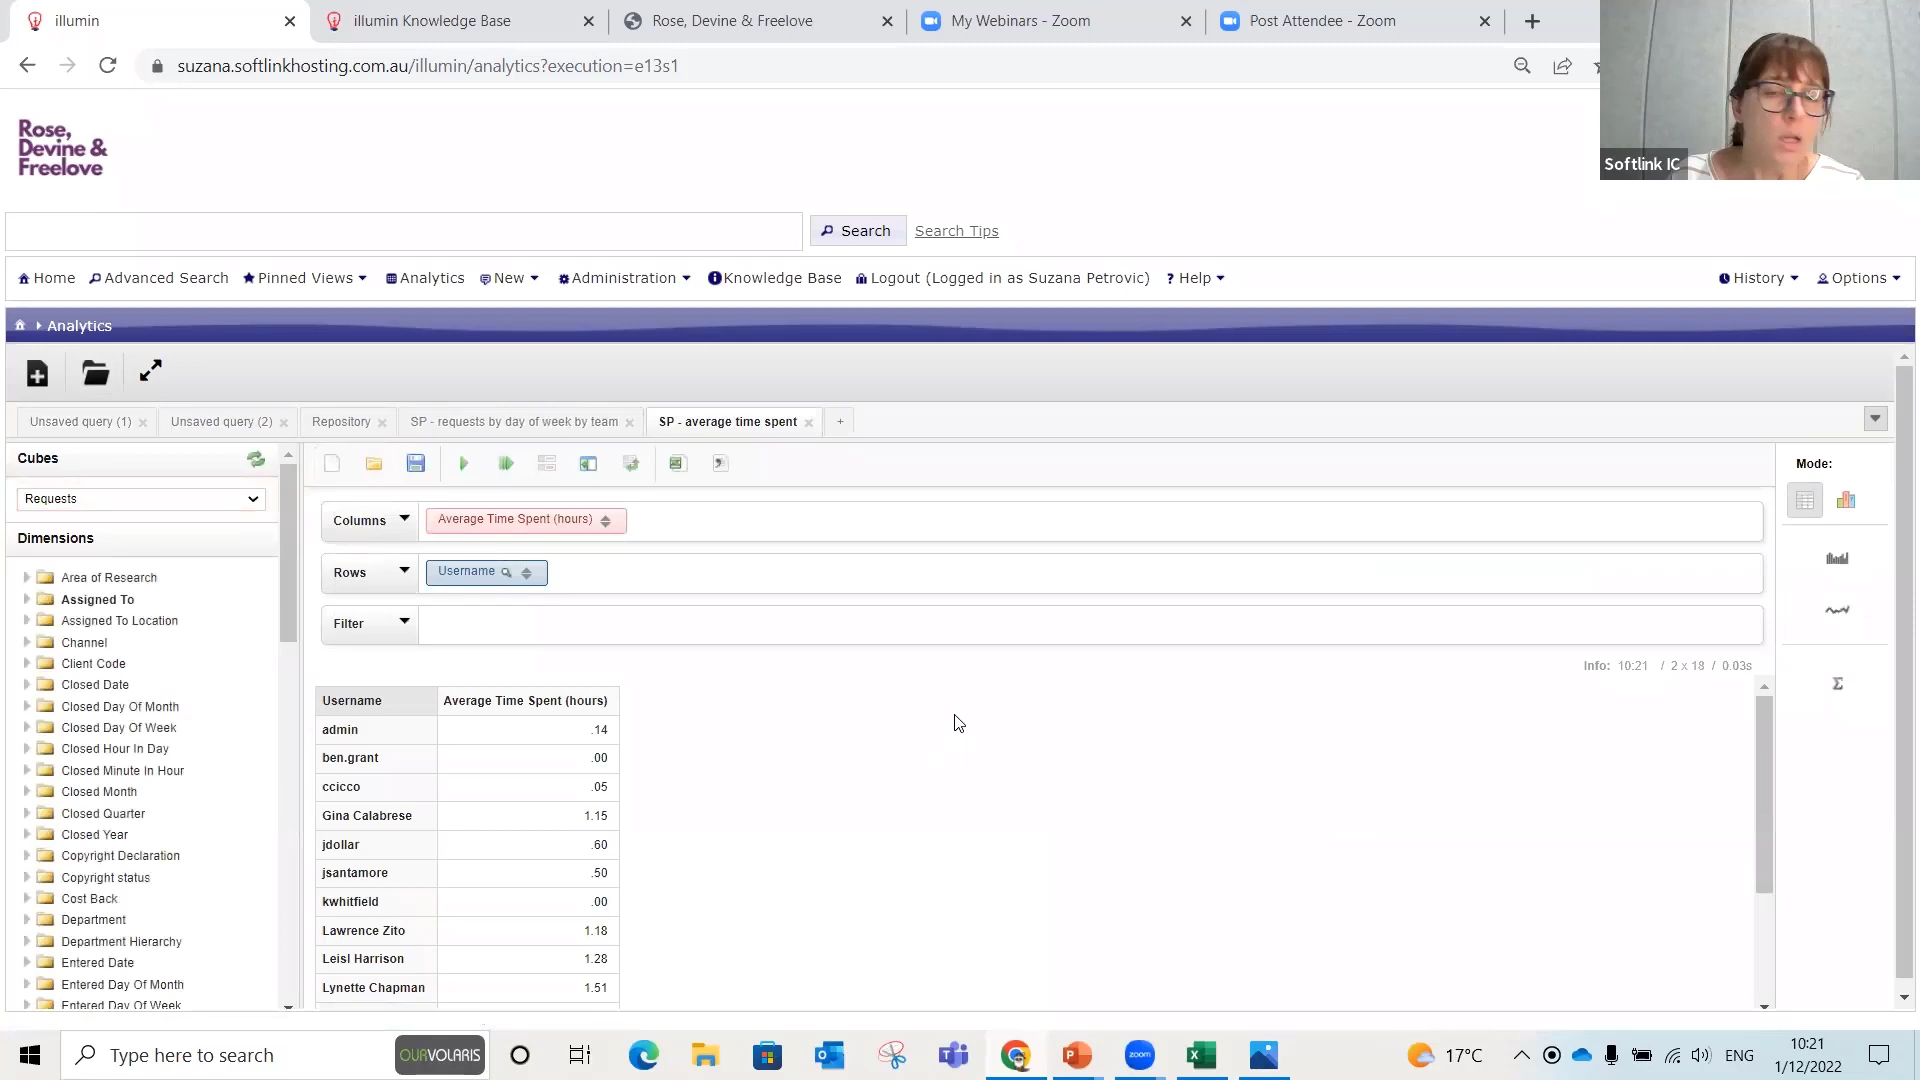 illumin
illumin Knowledge Base
Rose, Devine & Freelove
My Webinars - Zoom
Post Attendee - Zoom
suzana.softlinkhosting.com.au/illumin/analytics?execution=e13s1
Softlink IC
Rose,
Devine &
Freelove
Search
Search Tips
Home
Advanced Search
Pinned Views
Analytics
New
Administration
Knowledge Base
Logout (Logged in as Suzana Petrovic)
? Help
History
Options
Analytics
Unsaved query (1)
Unsaved query (2)
Repository
SP - requests by day of week by team
SP - average time spent
+
Cubes
Requests
Dimensions
Area of Research
Assigned To
Assigned To Location
Channel
Client Code
Closed Date
Closed Day Of Month
Closed Day Of Week
Closed Hour In Day
Closed Minute In Hour
Closed Month
Closed Quarter
Closed Year
Copyright Declaration
Copyright status
Cost Back
Department
Department Hierarchy
Entered Date
Entered Day Of Month
Entered Day Of Week
Columns
Average Time Spent (hours)
Rows
Username
Filter
Info: 10:21 / 2 x 18 / 0.03s
Username Average Time Spent (hours)
admin .14
ben.grant .00
ccicco .05
Gina Calabrese 1.15
jdollar .60
jsantamore .50
kwhitfield .00
Lawrence Zito 1.18
Leisl Harrison 1.28
Lynette Chapman 1.51
Mode:
Σ
Type here to search
OURVOLARIS
zoom
17°C
ENG
10:21
1/12/2022